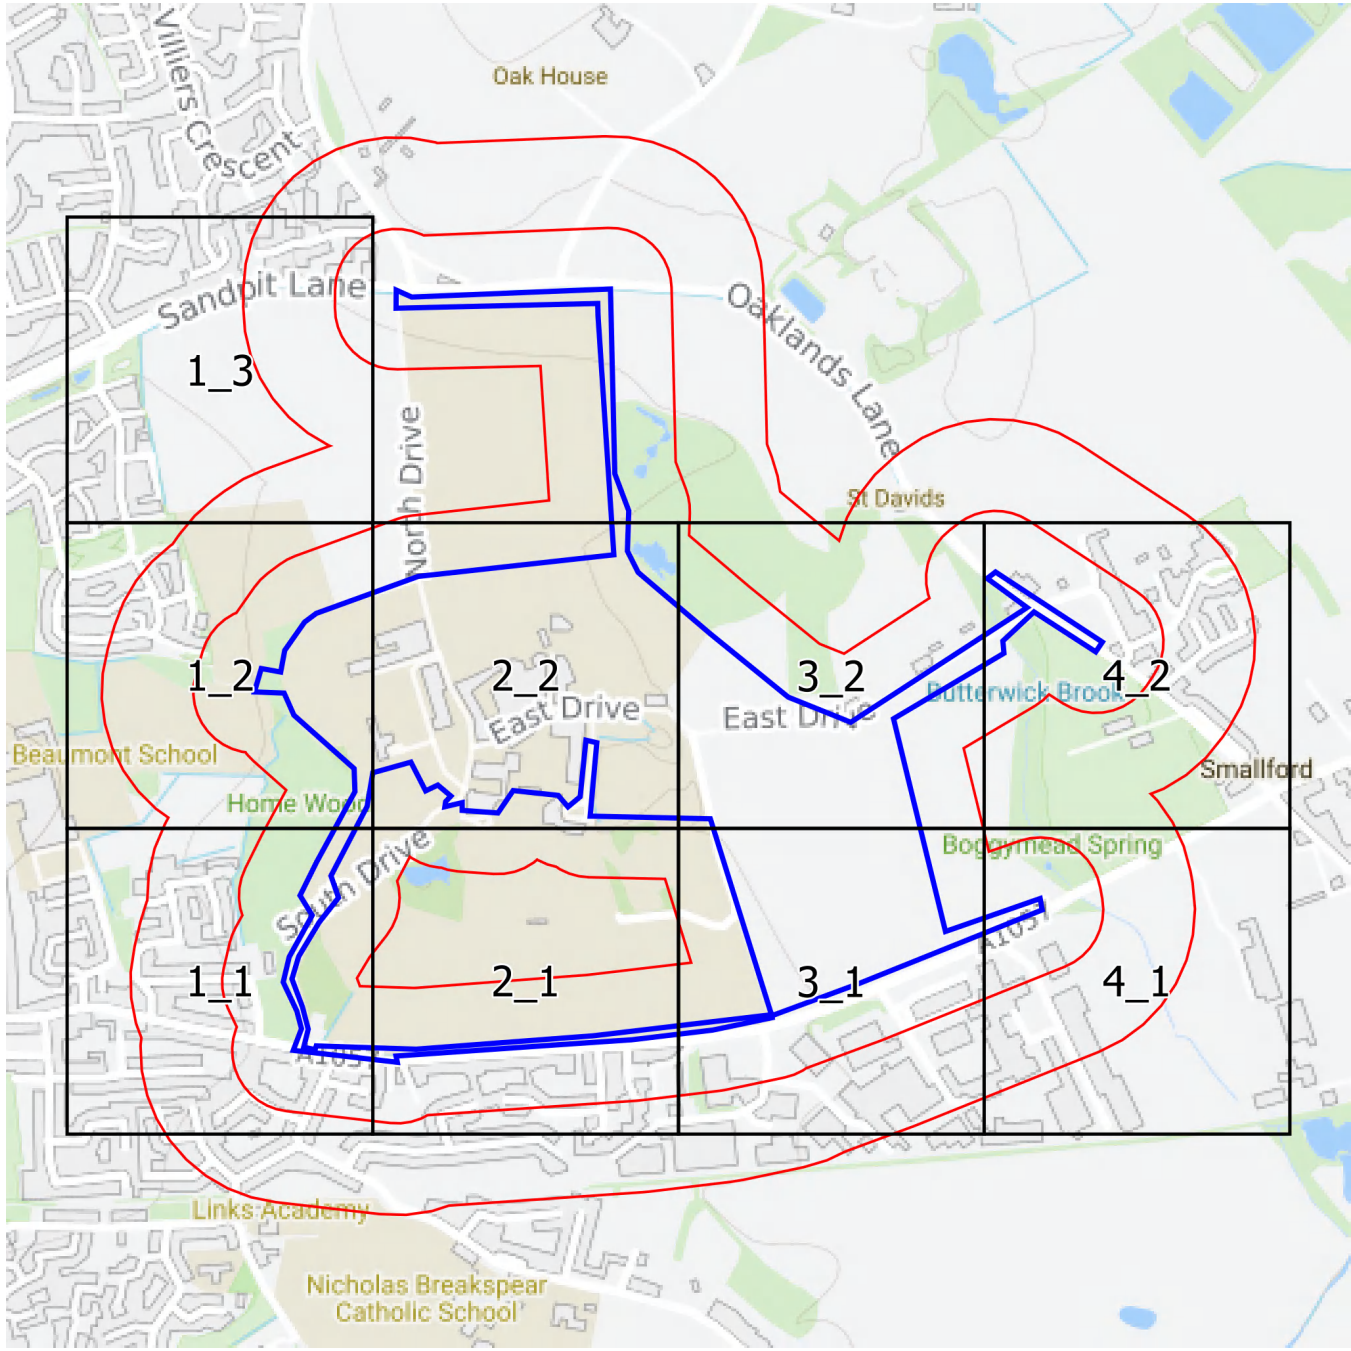 Villiers Crescent
Oak House
Sandpit Lane
Oaklands Lane
1_3
North Drive
St Davids
1_2
2_2
3_2
4_2
East Drive
East Drive
Butterwick Brook
Beaumont School
Smallford
Home Wood
South Drive
Boggymead Spring
A1057
1_1
2_1
3_1
4_1
A1057
Links Academy
Nicholas Breakspear
Catholic School